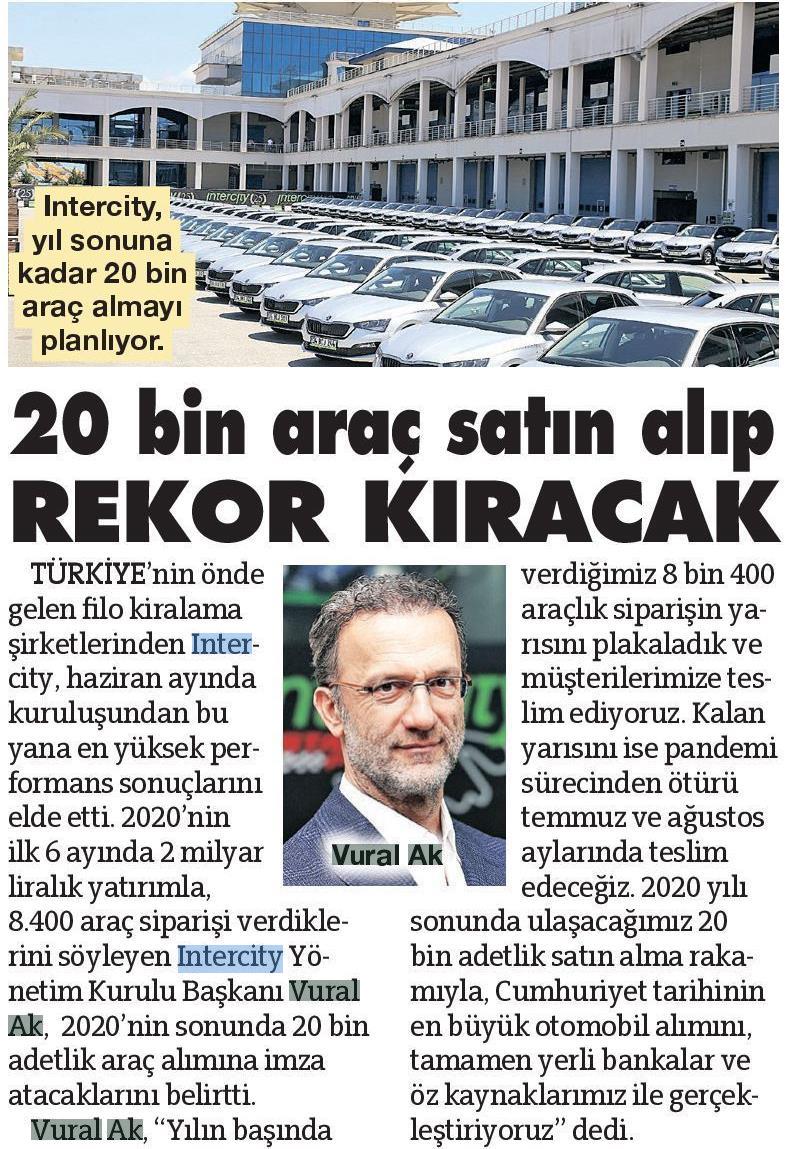 intercity
Intercity,
yıl sonuna
kadar 20 bin
araç almayı
planlıyor.
20 bin araç satın alıp
REKOR KIRACAK
TÜRKİYE’nin önde
gelen filo kiralama
şirketlerinden Inter-
city, haziran ayında
kuruluşundan bu
yana en yüksek per-
formans sonuçlarını
elde etti. 2020’nin
ilk 6 ayında 2 milyar
liralık yatırımla,
8.400 araç siparişi verdikle-
rini söyleyen Intercity Yö-
netim Kurulu Başkanı Vural
Ak, 2020’nin sonunda 20 bin
adetlik araç alımına imza
atacaklarını belirtti.
Vural Ak, “Yılın başında
Vural Ak
verdiğimiz 8 bin 400
araçlık siparişin ya-
rısını plakaladık ve
müşterilerimize tes-
lim ediyoruz. Kalan
yarısını ise pandemi
sürecinden ötürü
temmuz ve ağustos
aylarında teslim
edeceğiz. 2020 yılı
sonunda ulaşacağımız 20
bin adetlik satın alma raka-
mıyla, Cumhuriyet tarihinin
en büyük otomobil alımını,
tamamen yerli bankalar ve
öz kaynaklarımız ile gerçek-
leştiriyoruz” dedi.